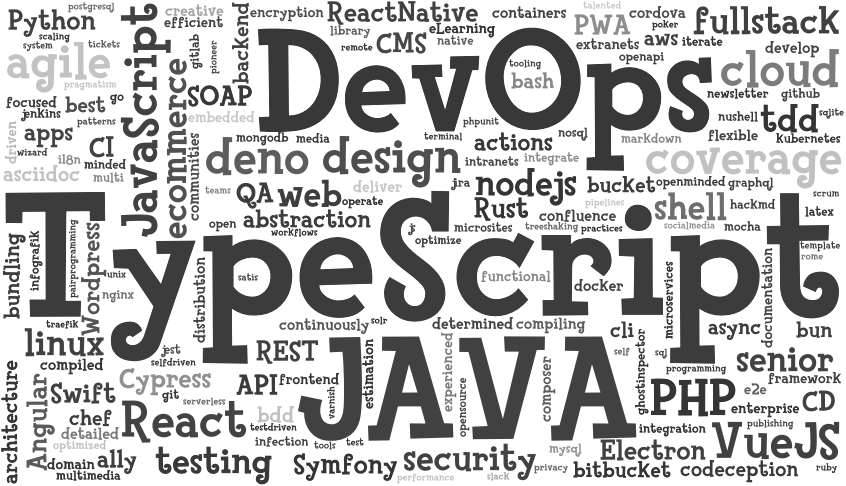 postgresql
Python
scaling
system
tickets
agile
pragmatism
focused
jenkins
best
go
patterns
driven
apps
CI
wizard
i18n
minded
asciidoc
multi
JavaScript
creative
efficient
gitlab
pioneer
backend
SOAP
embedded
ecommerce
communities
encryption
ReactNative
library
remote
CMS
eLearning
native
containers
talented
PWA
cordova
poker
extranets
aws
iterate
openapi
fullstack
develop
cloud
newsletter
github
DevOps
tooling
bash
mongodb
media
phpunit
terminal
actions
nosql
markdown
nushell
flexible
tdd
sqlite
kubernetes
deno
design
intranets
integrate
coverage
teams
QA
web
deliver
operate
jra
nodejs
bucket
openminded
graphql
open
abstraction
workflows
js
optimize
Rust
confluence
pipelines
microsites
treeshaking
practices
shell
socialmedia
hackmd
scrum
latex
mocha
template
rome
TypeScript
bundling
infografik
pairprogramming
Wordpress
unix
nginx
traefik
distribution
satis
functional
docker
microservices
documentation
async
bun
linux
compiled
jest
selfdriven
REST
continuously
solr
determined
compiling
cli
self
sql
programming
senior
framework
architecture
Angular
Swift
Cypress
git
serverless
API
frontend
varnish
estimation
JAVA
experienced
opensource
composer
ghostinspector
PHP
e2e
enterprise
CD
publishing
chef
detailed
optimized
React
bdd
testdriven
infection
tools
test
integration
VueJS
domain
ally
multimedia
testing
Symfony
security
performance
slack
mysql
privacy
Electron
bitbucket
codeception
ruby